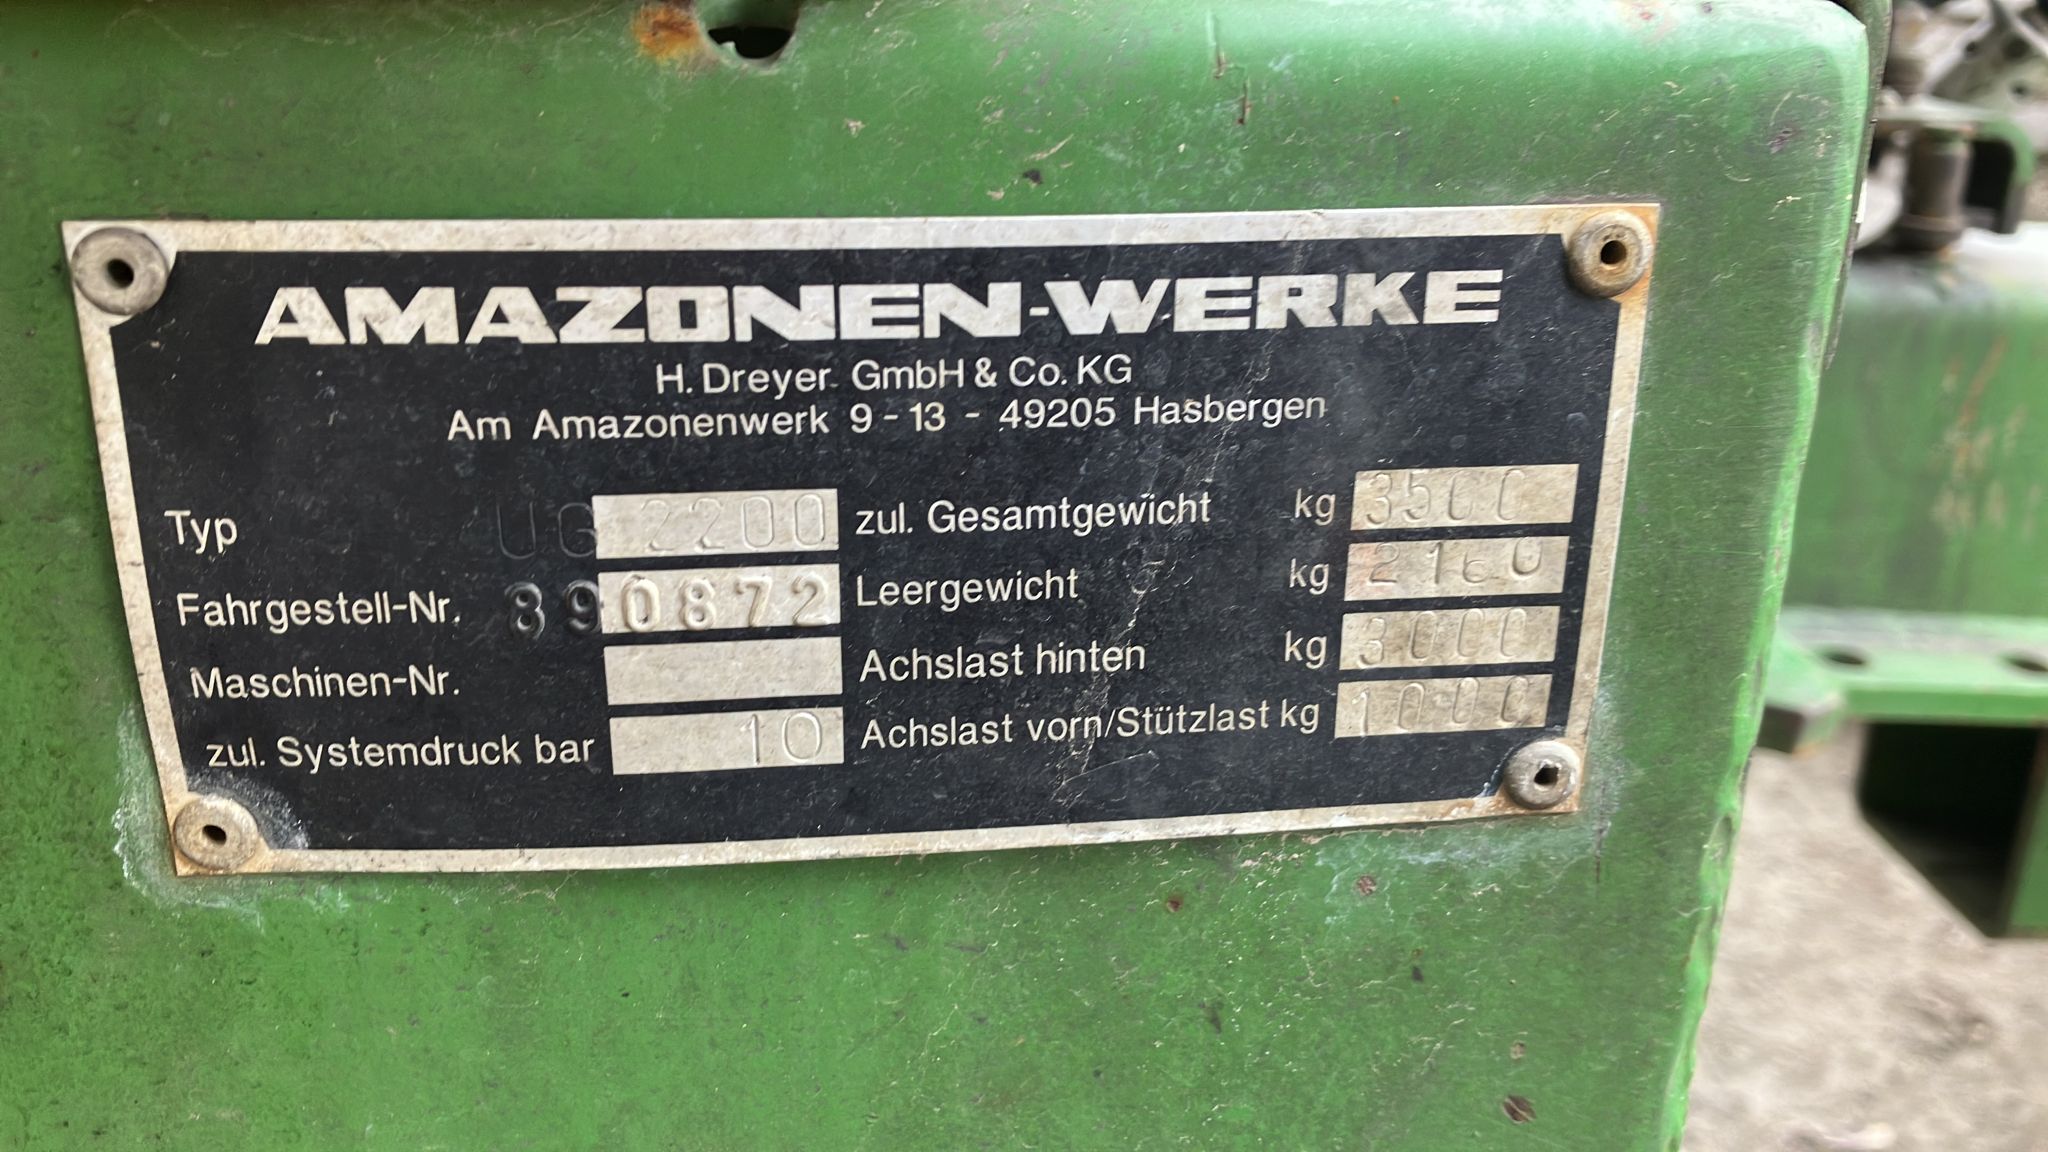 AMAZONEN-WERKE
H. Dreyer GmbH & Co. KG
Am Amazonenwerk 9 - 13 - 49205 Hasbergen
Typ UG 2200 zul. Gesamtgewicht kg 3500
Fahrgestell-Nr. 890872 Leergewicht kg
Maschinen-Nr. Achslast hinten kg 3000
zul. Systemdruck bar 10 Achslast vorn/Stützlast kg 1000